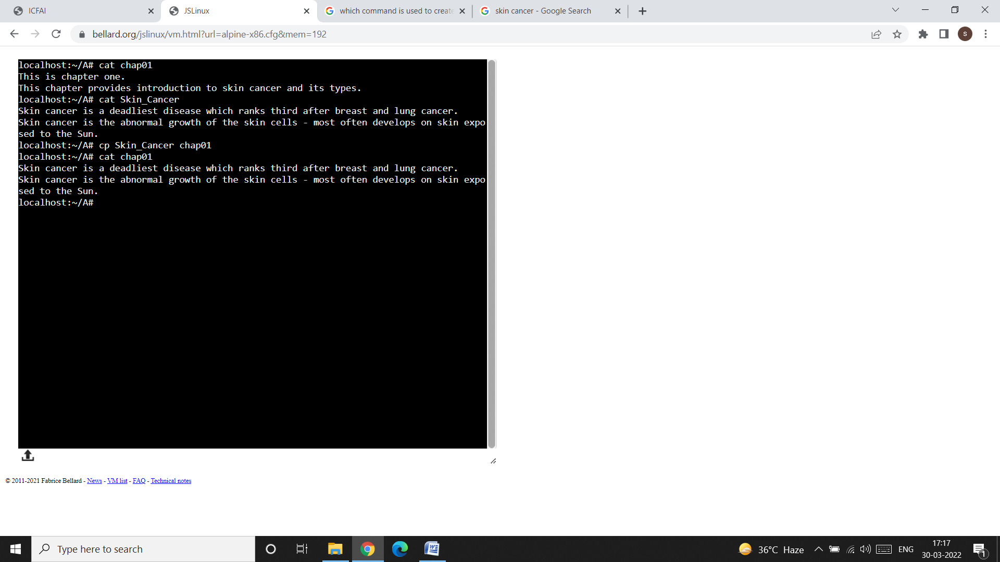 ICFAI
JSLinux
which command is used to create
skin cancer - Google Search
bellard.org/jslinux/vm.html?url=alpine-x86.cfg&mem=192
S
localhost:~/A# cat chap01
This is chapter one.
This chapter provides introduction to skin cancer and its types.
localhost:~/A# cat Skin_Cancer
Skin cancer is a deadliest disease which ranks third after breast and lung cancer.
Skin cancer is the abnormal growth of the skin cells - most often develops on skin expo
sed to the Sun.
localhost:~/A# cp Skin_Cancer chap01
localhost:~/A# cat chap01
Skin cancer is a deadliest disease which ranks third after breast and lung cancer.
Skin cancer is the abnormal growth of the skin cells - most often develops on skin expo
sed to the Sun.
localhost:~/A#
© 2011-2021 Fabrice Bellard - News - VM list - FAQ - Technical notes
Type here to search
36°C Haze
ENG
17:17
30-03-2022
1